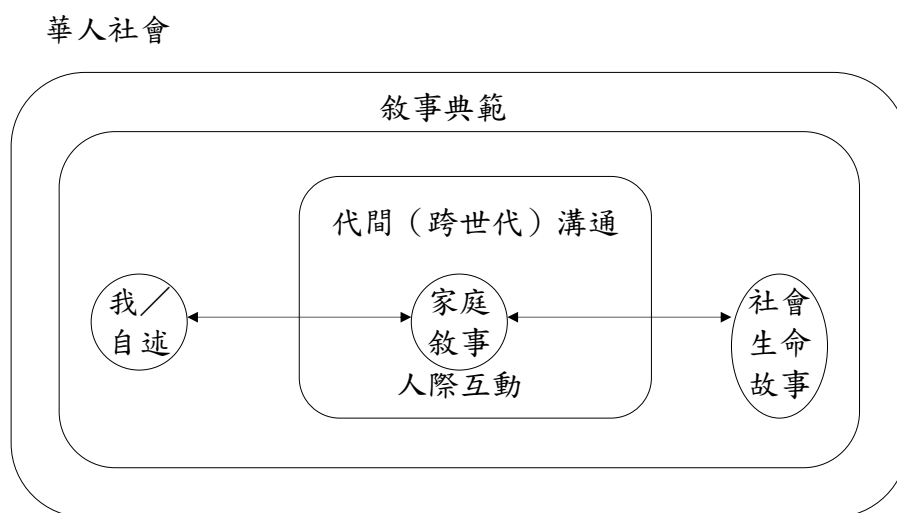 華人社會
敘事典範
代間（跨世代）溝通
我／
自述
家庭
敘事
人際互動
社會
生命
故事